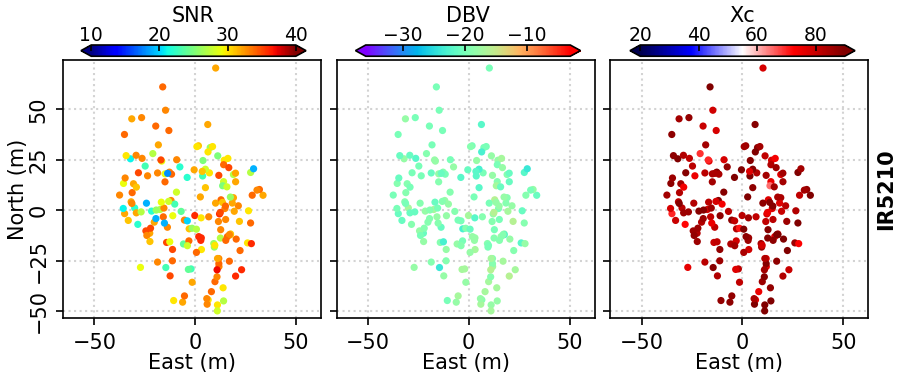 SNR DBV Xc
10 20 30 40 −30 −20 −10 20 40 60 80
50
25
0
−25
−50
North (m)
IR5210
−50 0 50 −50 0 50 −50 0 50
East (m) East (m) East (m)